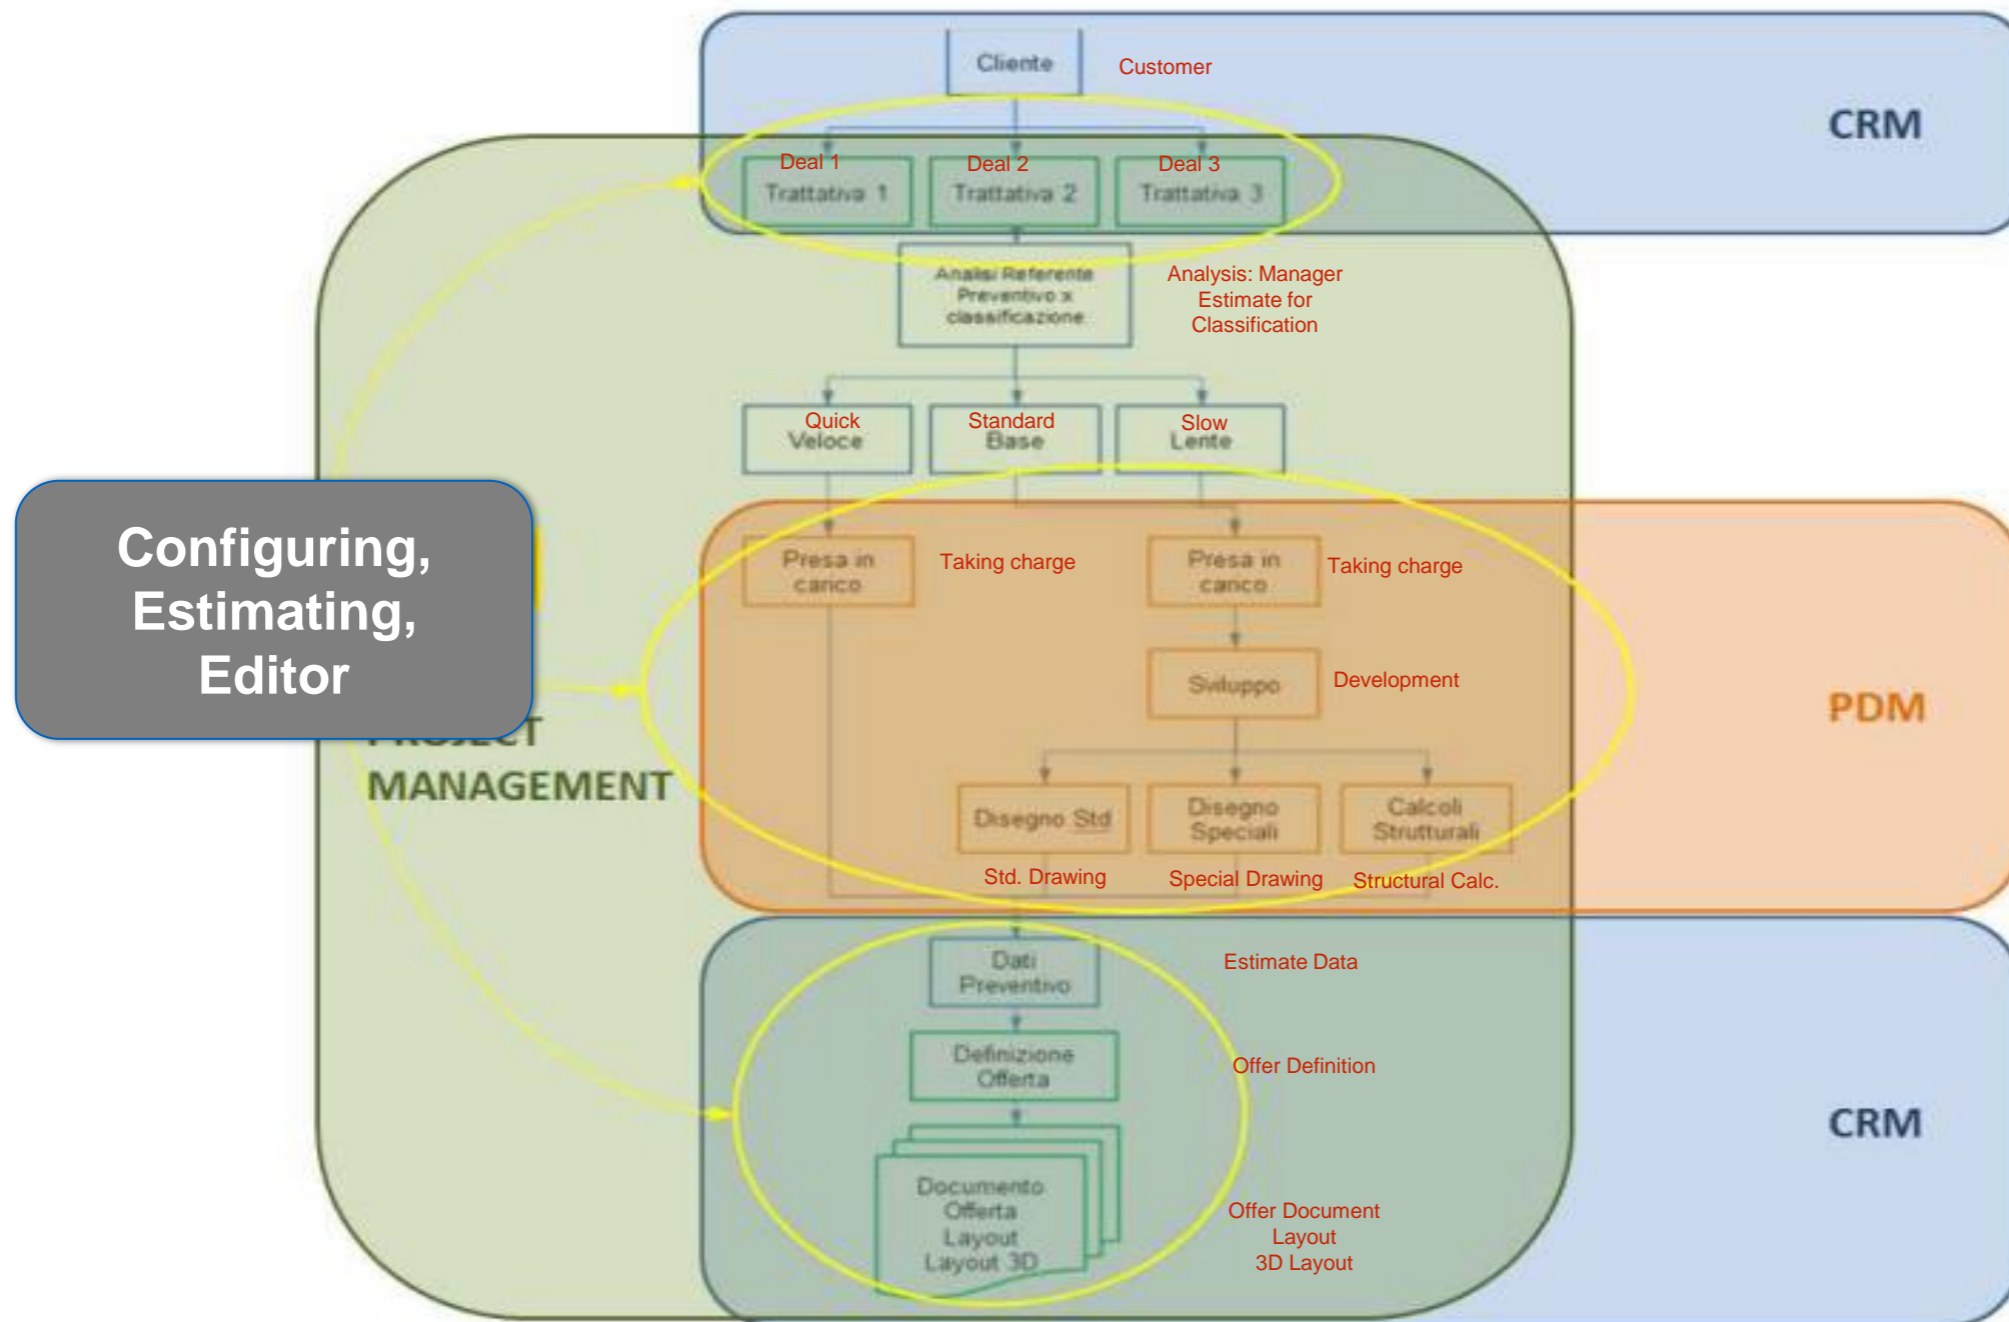 Cliente
Customer
CRM
Deal 1
Trattativa 1
Deal 2
Trattativa 2
Deal 3
Trattativa 3
Analisi Referente
Preventivo x
classificazione
Analysis: Manager
Estimate for
Classification
Quick
Veloce
Standard
Base
Slow
Lente
Configuring,
Estimating,
Editor
PROJECT
MANAGEMENT
Presa in
carico
Taking charge
Presa in
carico
Taking charge
Sviluppo
Development
PDM
Disegno Std
Disegno
Speciali
Calcoli
Strutturali
Std. Drawing
Special Drawing
Structural Calc.
Dati
Preventivo
Estimate Data
Definizione
Offerta
Offer Definition
CRM
Documento
Offerta
Layout
Layout 3D
Offer Document
Layout
3D Layout